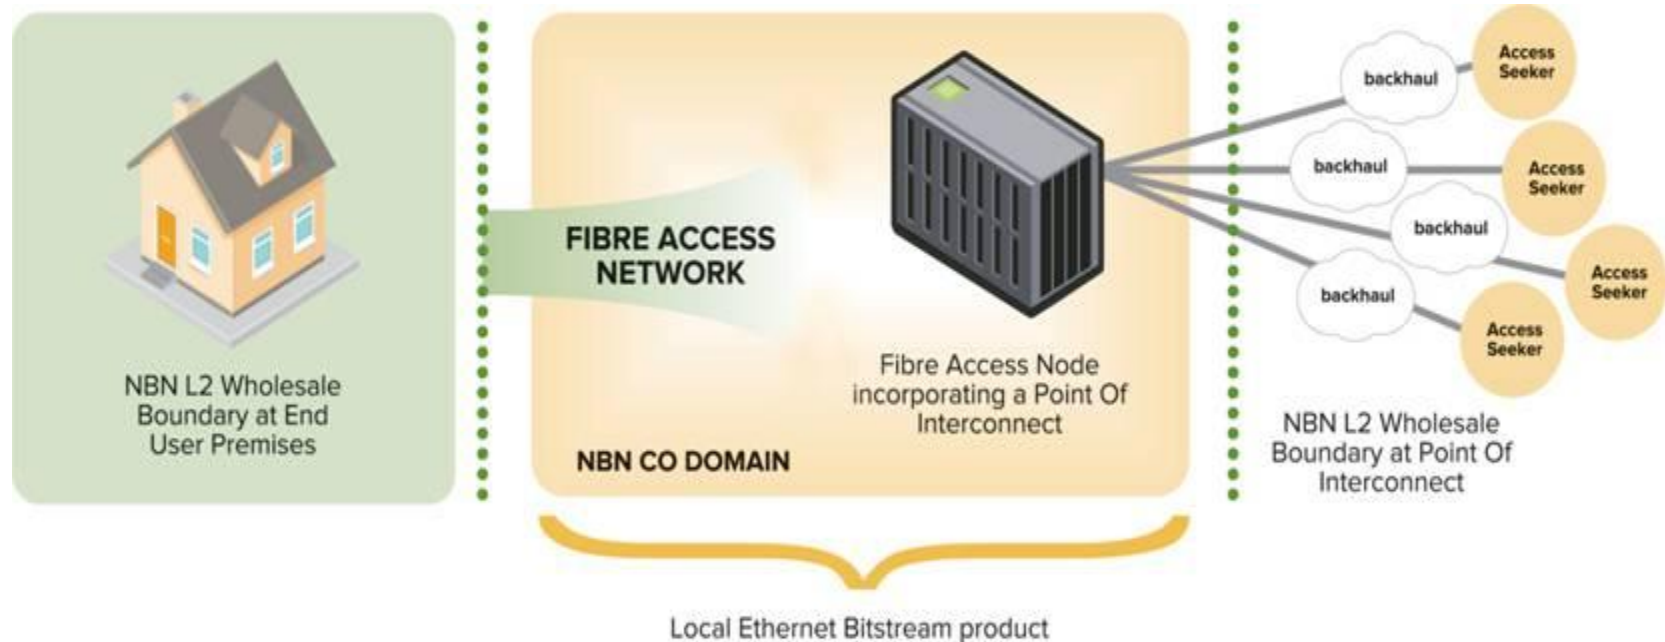 NBN L2 Wholesale
Boundary at End
User Premises
FIBRE ACCESS
NETWORK
Fibre Access Node
incorporating a Point Of
Interconnect
NBN CO DOMAIN
backhaul
Access
Seeker
backhaul
Access
Seeker
backhaul
Access
Seeker
backhaul
Access
Seeker
NBN L2 Wholesale
Boundary at Point Of
Interconnect
Local Ethernet Bitstream product